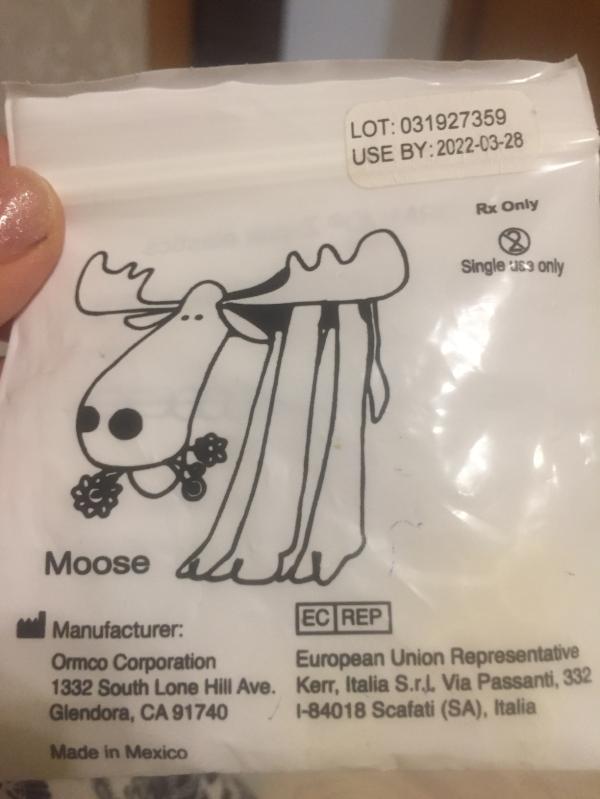 LOT: 031927359
USE BY: 2022-03-28
Rx Only
2
Single use only
Moose
Manufacturer:
Ormco Corporation
1332 South Lone Hill Ave.
Glendora, CA 91740
Made in Mexico
EC REP
European Union Representative
Kerr, Italia S.r.l. Via Passanti, 332
I-84018 Scafati (SA), Italia